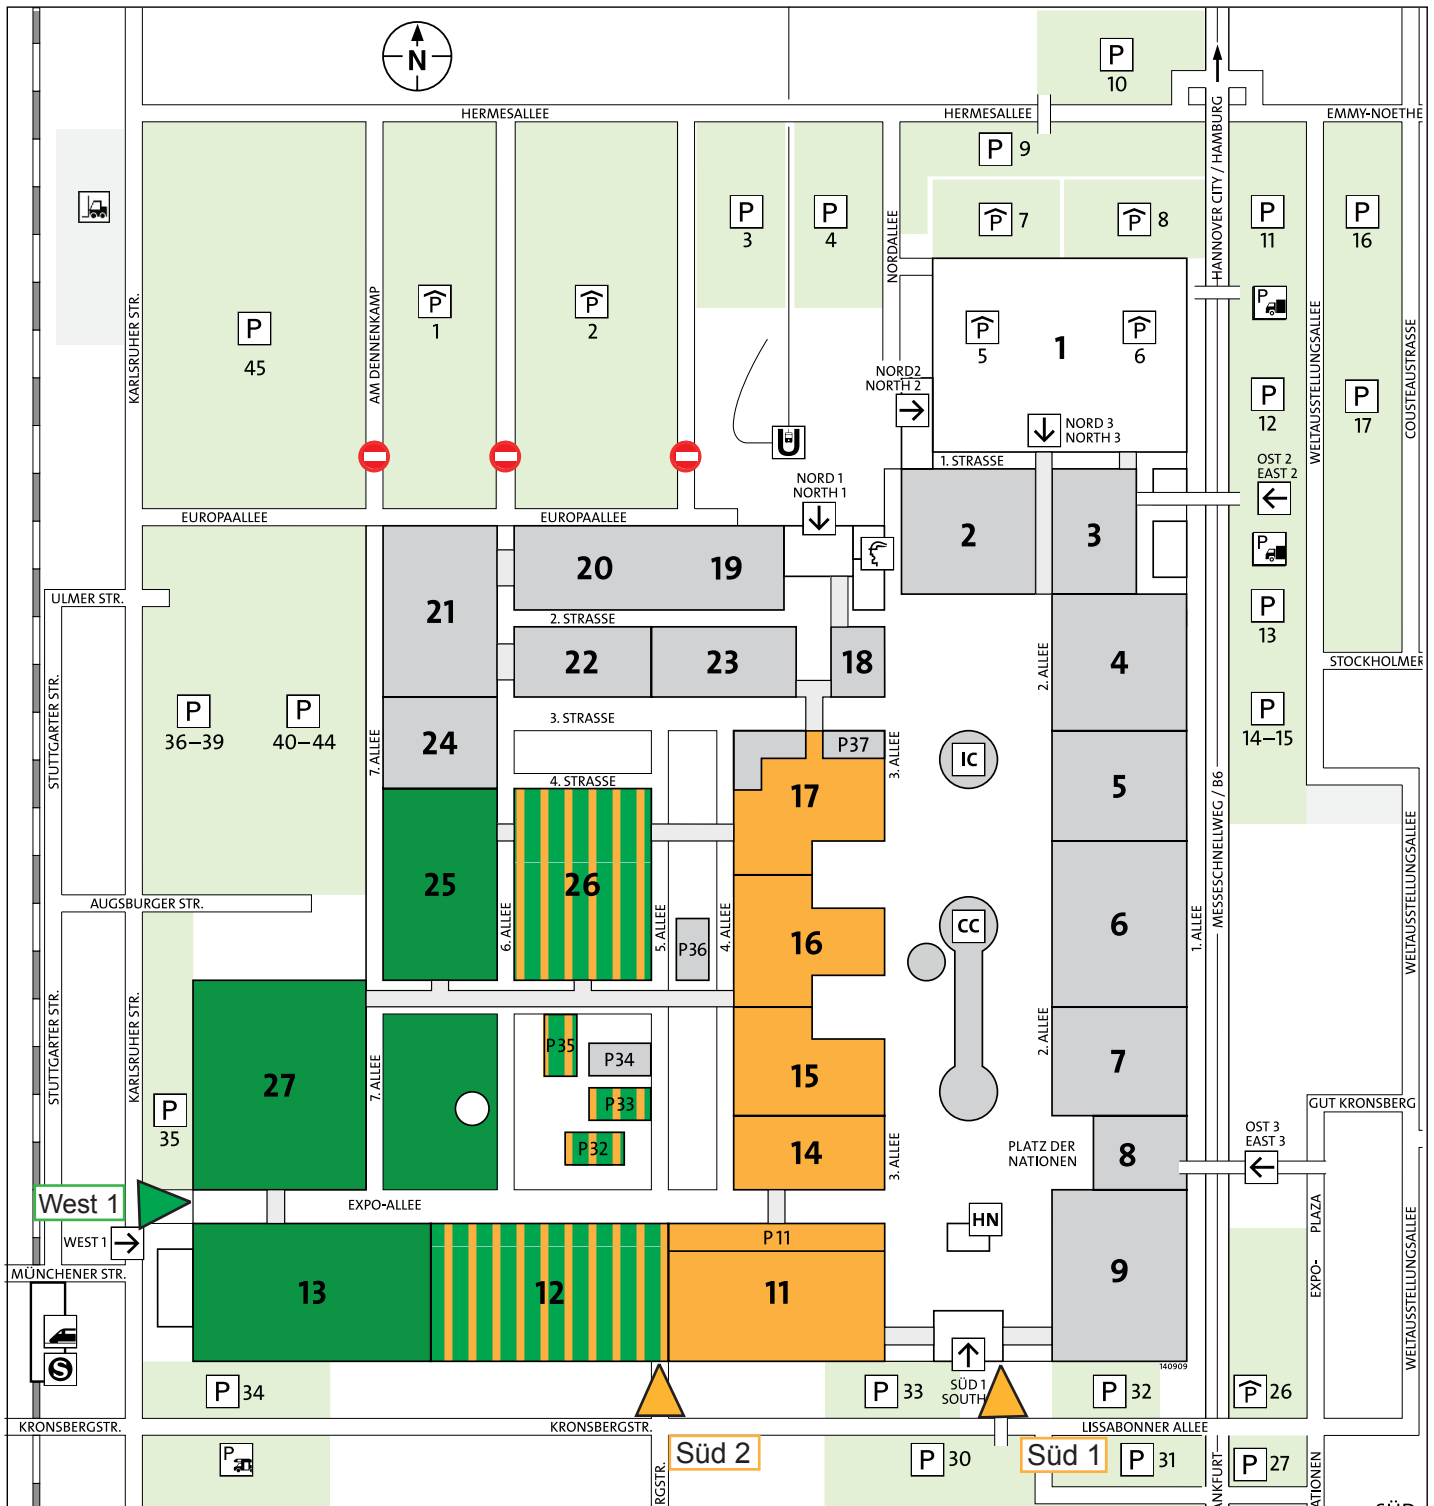 N
P
10
HERMESALLEE
HERMESALLEE
EMMY-NOETHE
P 9
P
3
P
4
P 7
P 8
P
11
P
16
HANNOVER CITY / HAMBURG
NORDALLEE
KARLSRUHER STR.
AM DENNENKAMP
P
45
P
1
P
2
P
5
1
P
6
P
WELTAUSSTELLUNGSALLEE
COUSTEAUSTRASSE
NORD2
NORTH 2
P
12
P
17
NORD 3
NORTH 3
U
1. STRASSE
OST 2
EAST 2
NORD 1
NORTH 1
EUROPAALLEE
EUROPAALLEE
20
19
2
3
P
ULMER STR.
21
2. STRASSE
P
13
22
23
18
4
2. ALLEE
STOCKHOLMER
STUTTGARTER STR.
P
36–39
P
40–44
3. STRASSE
P
14–15
7. ALLEE
24
P37
3. ALLEE
IC
4. STRASSE
17
5
MESSESCHNELLWEG / B6
25
26
AUGSBURGER STR.
6. ALLEE
5. ALLEE
P36
4. ALLEE
16
CC
6
1. ALLEE
WELTAUSSTELLUNGSALLEE
STUTTGARTER STR.
KARLSRUHER STR.
27
7. ALLEE
P35
P34
P33
P32
15
2. ALLEE
7
P
35
GUT KRONSBERG
14
3. ALLEE
PLATZ DER
NATIONEN
8
OST 3
EAST 3
West 1
EXPO-ALLEE
WEST 1
P 11
HN
EXPO- PLAZA
WELTAUSSTELLUNGSALLEE
MÜNCHENER STR.
13
12
11
9
S
140909
P 34
P 33
SÜD 1
SOUTH
P 32
P 26
KRONSBERGSTR.
KRONSBERGSTR.
LISSABONNER ALLEE
Süd 2
Süd 1
P
P 30
P 31
P 27
RGSTR.
ANKFURT
ATIONEN
SÜD